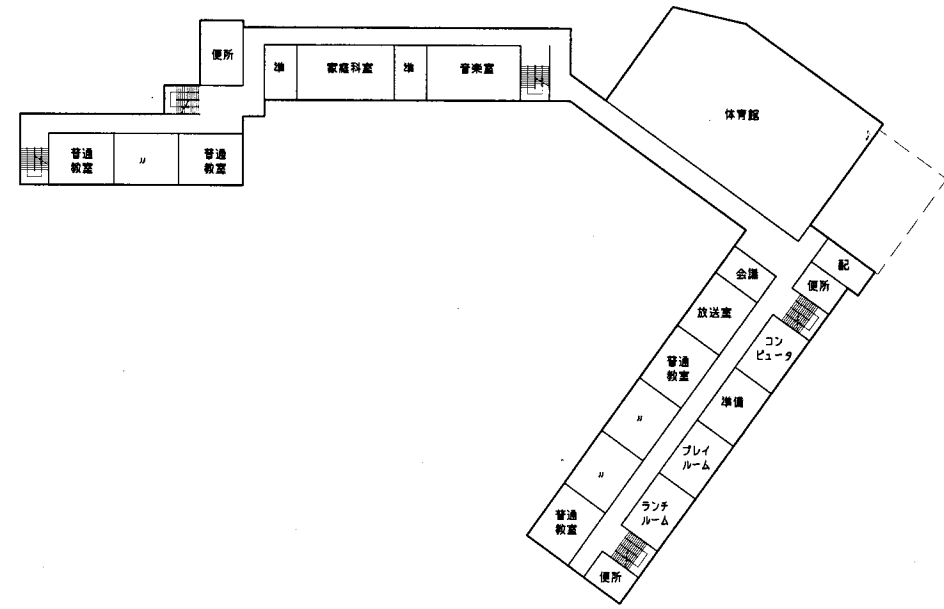 便所
準
家庭科室
準
音楽室
普通
教室
〃
普通
教室
体育館
配
便所
会議
放送室
コン
ピュータ
普通
教室
準備
〃
プレイ
ルーム
〃
ランチ
ルーム
普通
教室
便所